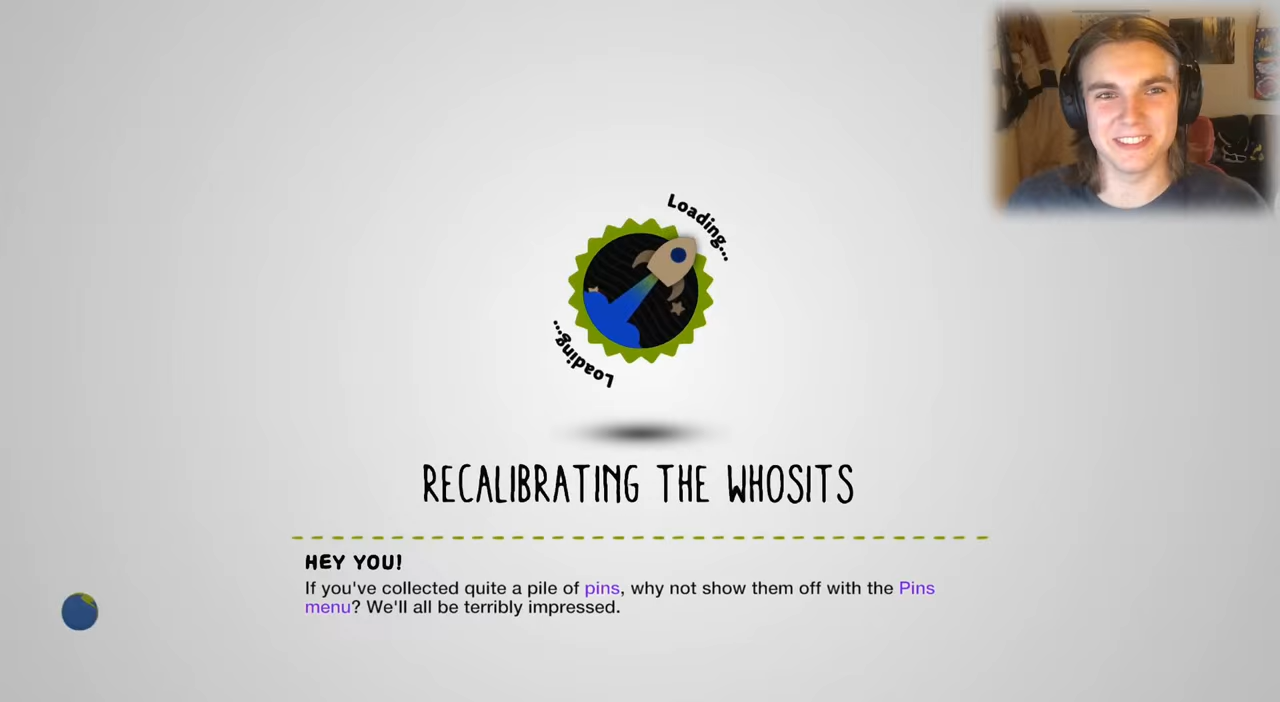 Loading...
Loading...
RECALIBRATING THE WHOSITS
HEY YOU!
If you've collected quite a pile of pins, why not show them off with the Pins
menu? We'll all be terribly impressed.